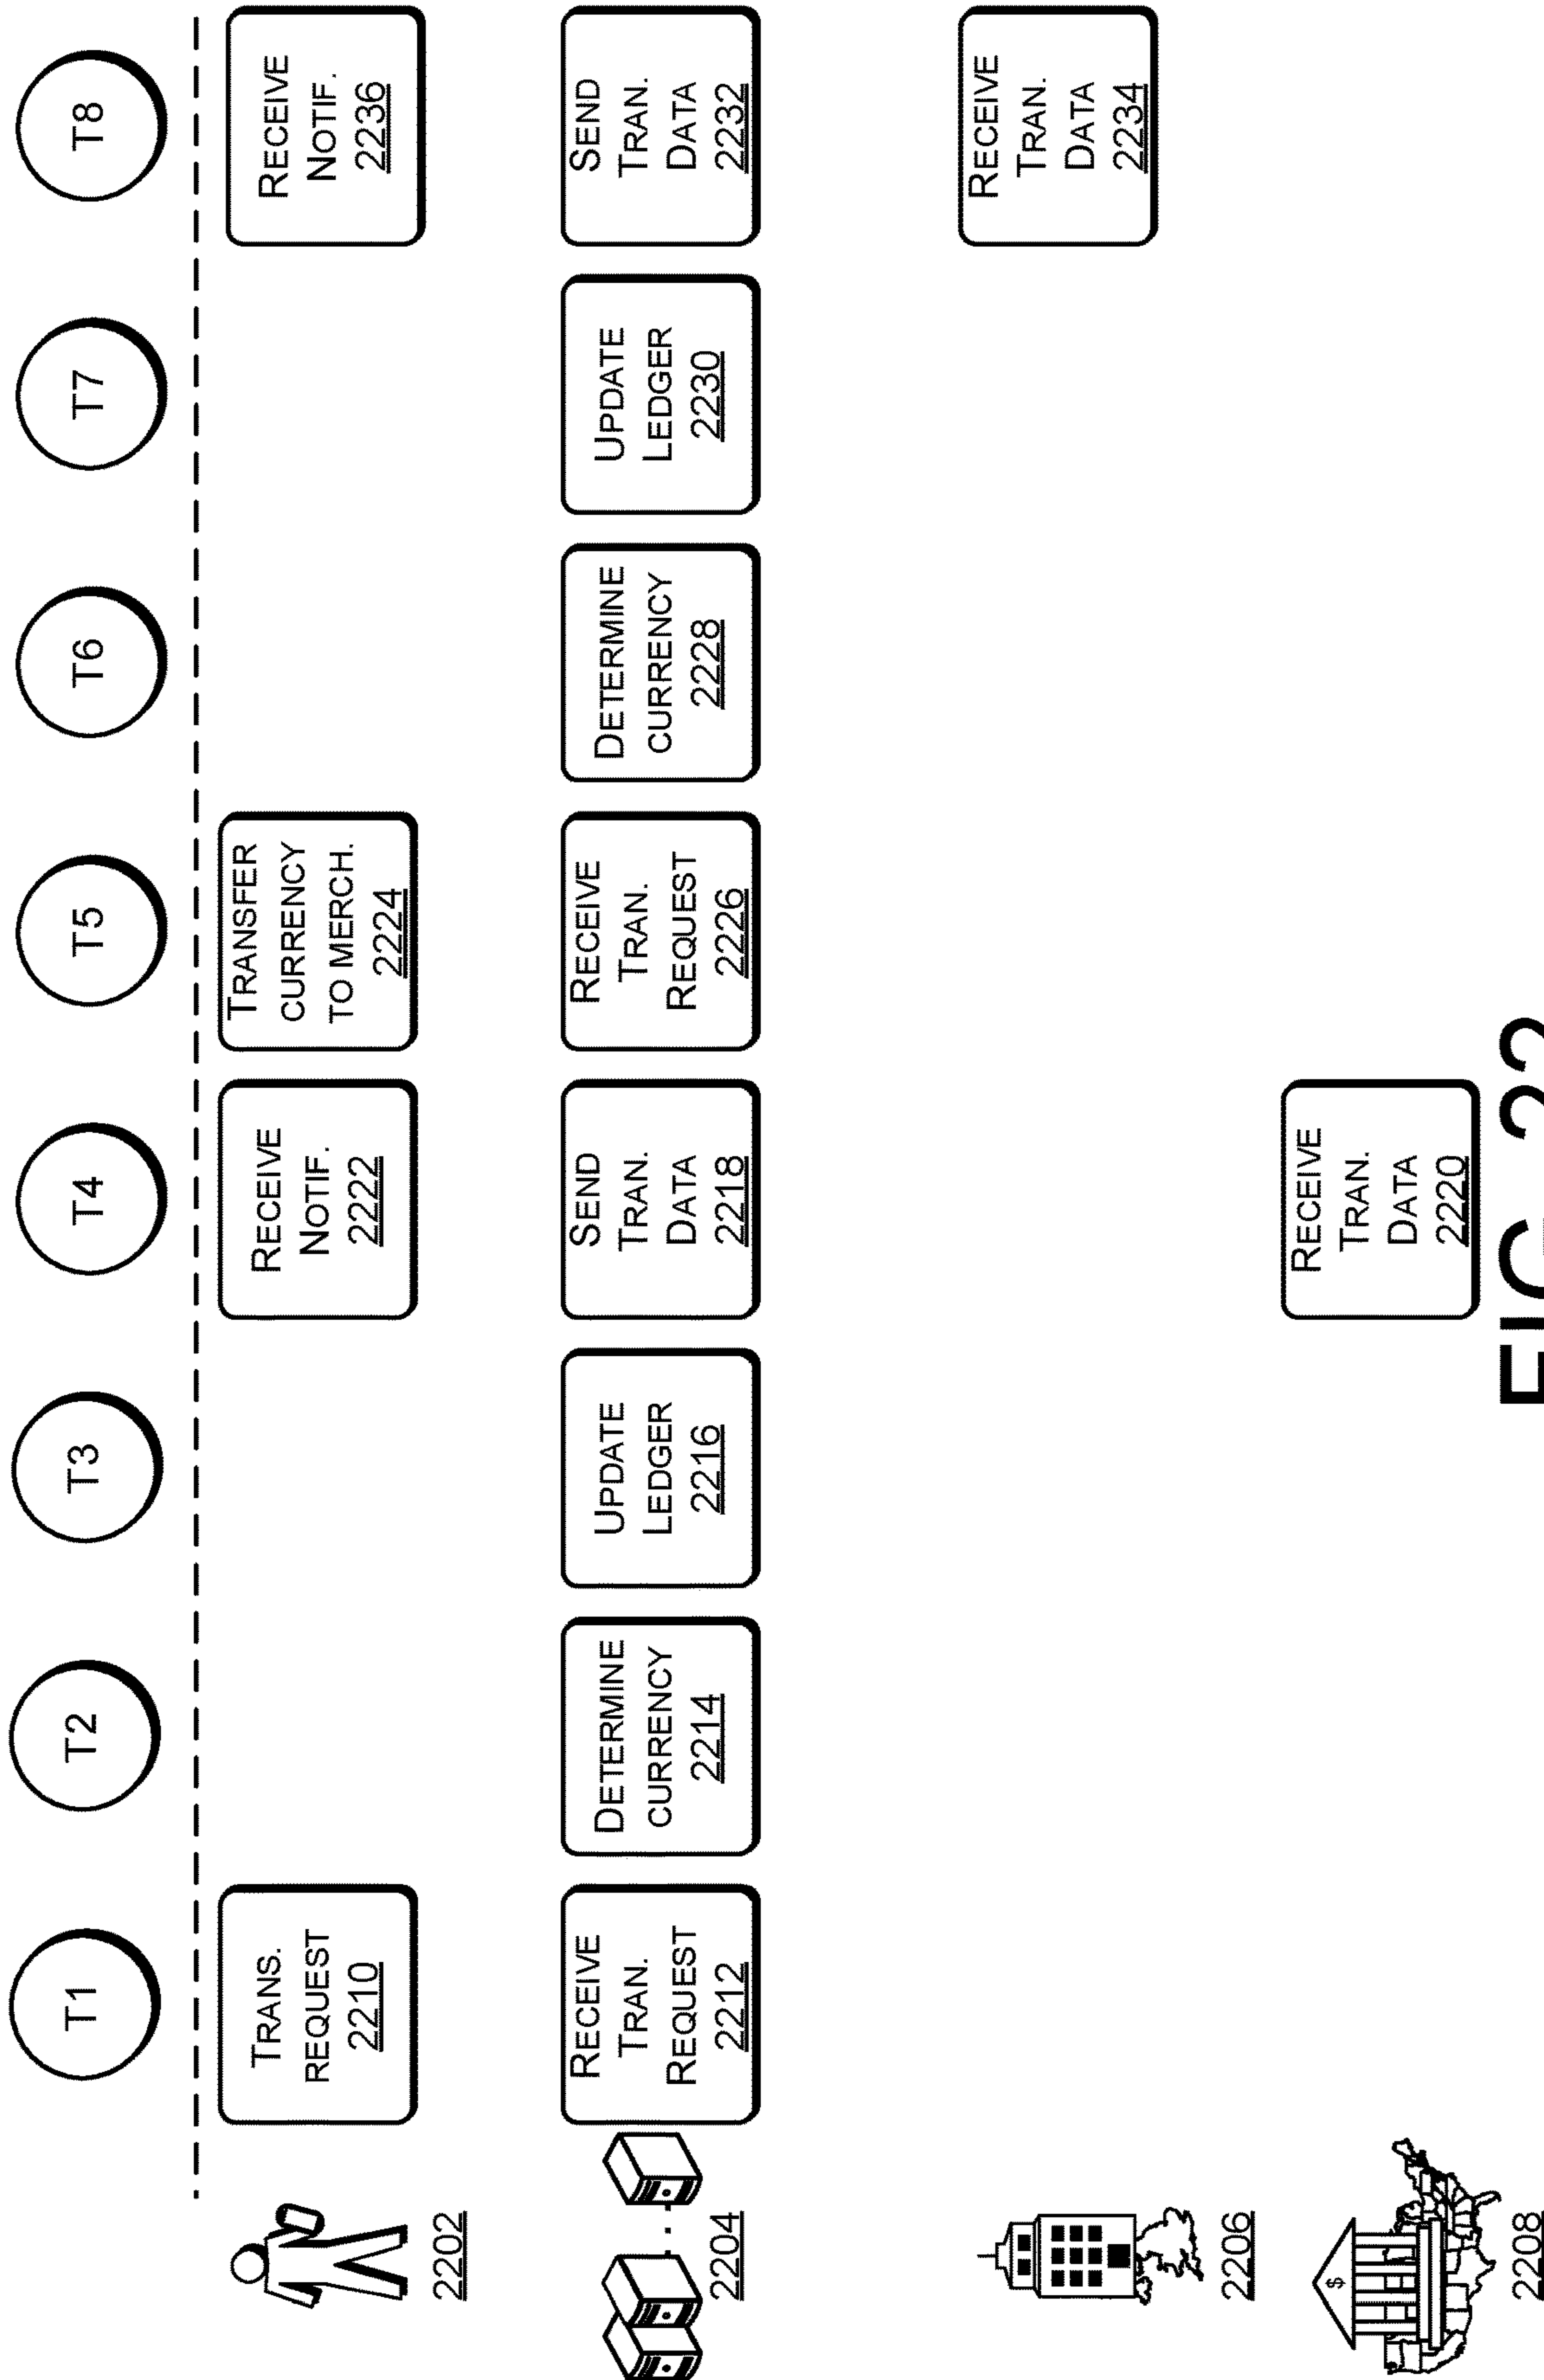 T1
T2
T3
T4
T5
T6
T7
T8
2202
TRANS.
REQUEST
2210
RECEIVE
NOTIF.
2222
TRANSFER
CURRENCY
TO MERCH.
2224
RECEIVE
NOTIF.
2236
2204
RECEIVE
TRAN.
REQUEST
2212
DETERMINE
CURRENCY
2214
UPDATE
LEDGER
2216
SEND
TRAN.
DATA
2218
RECEIVE
TRAN.
REQUEST
2226
DETERMINE
CURRENCY
2228
UPDATE
LEDGER
2230
SEND
TRAN.
DATA
2232
2206
RECEIVE
TRAN.
DATA
2234
$
2208
RECEIVE
TRAN.
DATA
2220
FIG. 22